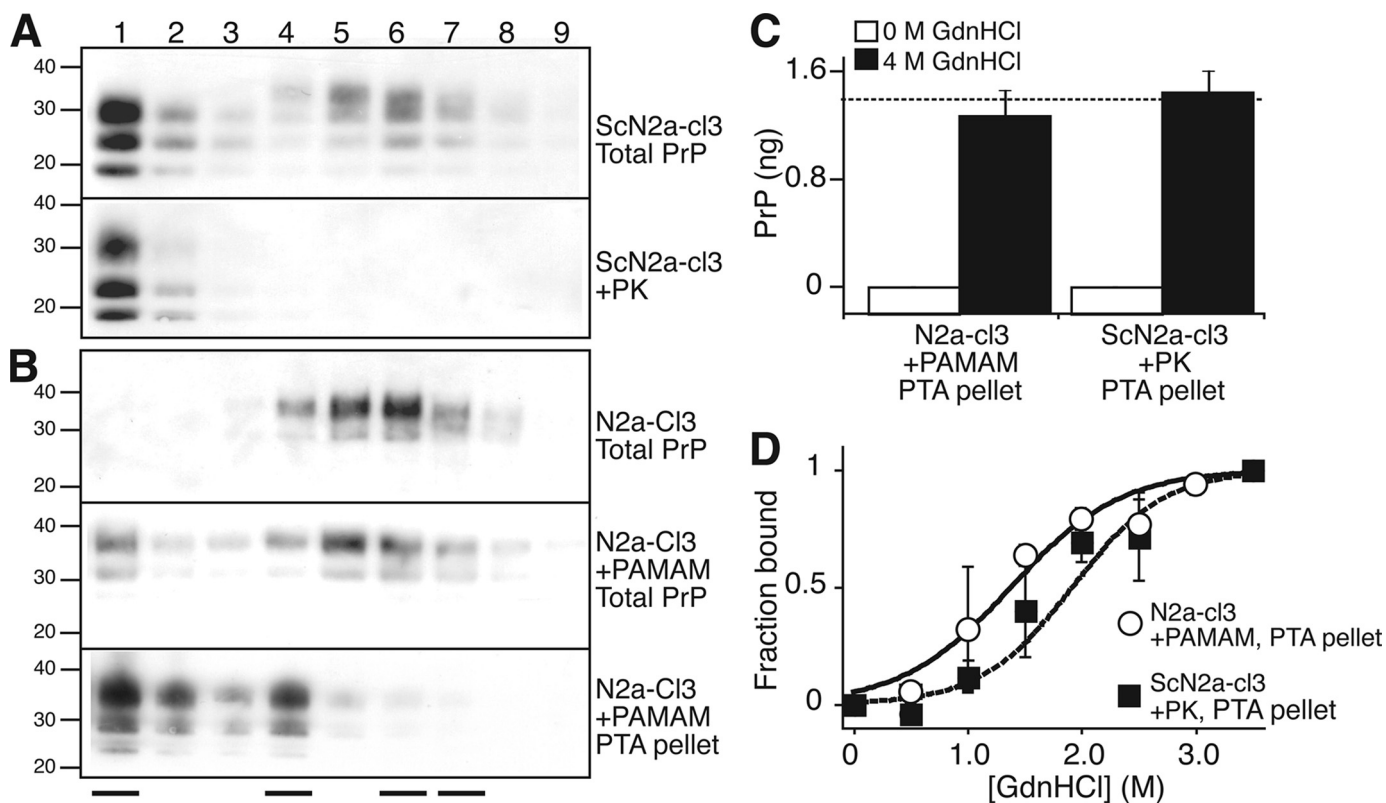 A
1 2 3 4 5 6 7 8 9
40
30
20
ScN2a-cl3
Total PrP
40
30
20
ScN2a-cl3
+PK
B
40
30
20
N2a-Cl3
Total PrP
40
30
20
N2a-Cl3
+PAMAM
Total PrP
40
30
20
N2a-Cl3
+PAMAM
PTA pellet
C
0 M GdnHCl
4 M GdnHCl
PrP (ng)
1.6
0.8
0
N2a-cl3
+PAMAM
PTA pellet
ScN2a-cl3
+PK
PTA pellet
D
Fraction bound
1
0.5
0
N2a-cl3
+PAMAM, PTA pellet
ScN2a-cl3
+PK, PTA pellet
0 1.0 2.0 3.0
[GdnHCl] (M)